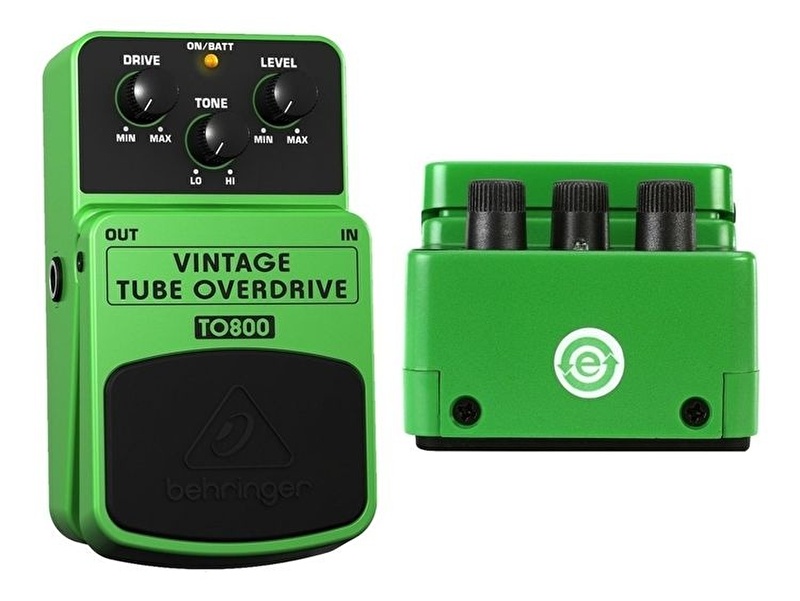 ON/BATT
DRIVE
LEVEL
TONE
MIN MAX
MIN MAX
LO HI
OUT IN
VINTAGE
TUBE OVERDRIVE
TO800
behringer
e